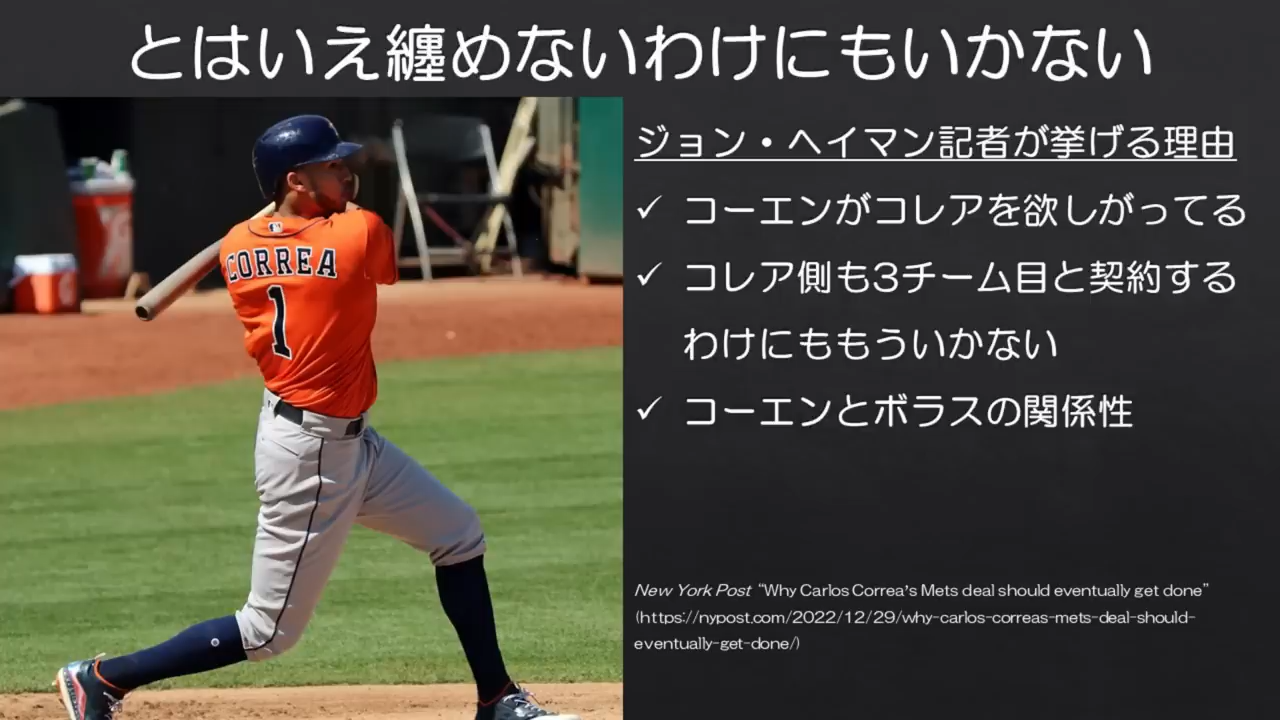 とはいえ纏めないわけにもいかない
ジョン・ヘイマン記者が挙げる理由
✓ コーエンがコレアを欲しがってる
✓ コレア側も3チーム目と契約する
わけにももういかない
✓ コーエンとボラスの関係性
CORREA
1
New York Post “Why Carlos Correa’s Mets deal should eventually get done”
(https://nypost.com/2022/12/29/why-carlos-correas-mets-deal-should-
eventually-get-done/)